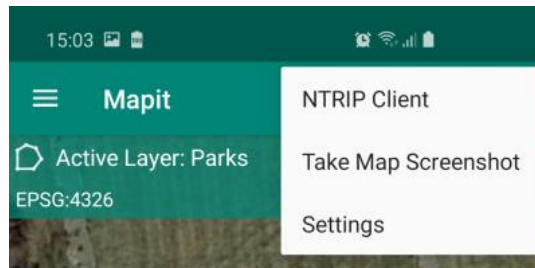 15:03
Mapit
Active Layer: Parks
EPSG:4326
NTRIP Client
Take Map Screenshot
Settings